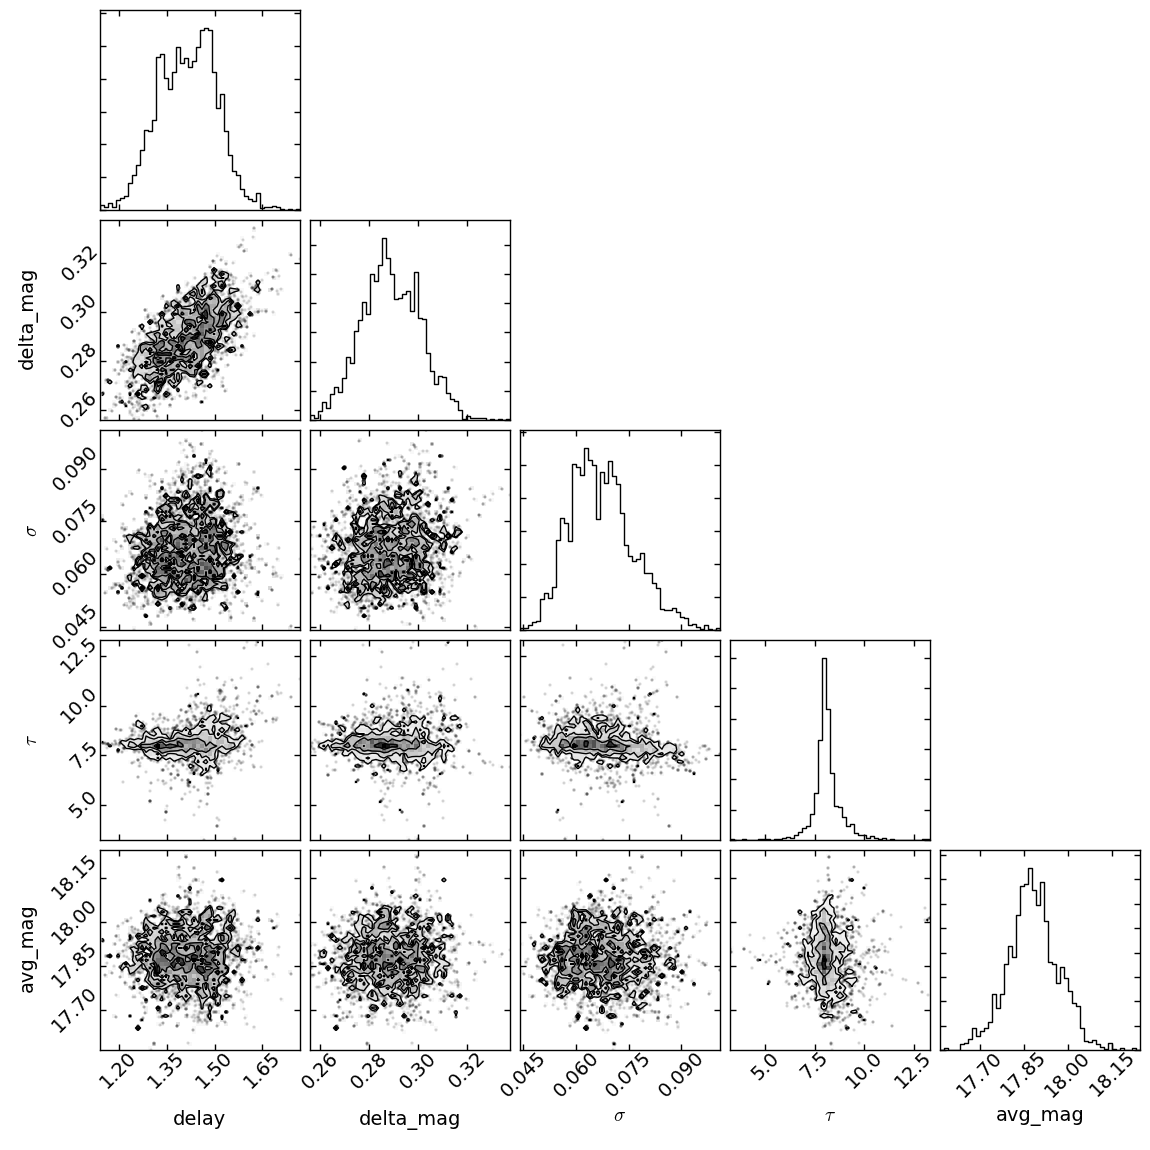 delta_mag
0.32
0.30
0.28
0.26
σ
0.090
0.075
0.060
0.045
τ
12.5
10.0
7.5
5.0
avg_mag
18.15
18.00
17.85
17.70
1.20 1.35 1.50 1.65
0.26 0.28 0.30 0.32
0.045 0.060 0.075 0.090
5.0 7.5 10.0 12.5
17.70 17.85 18.00 18.15
delay
delta_mag
σ
τ
avg_mag